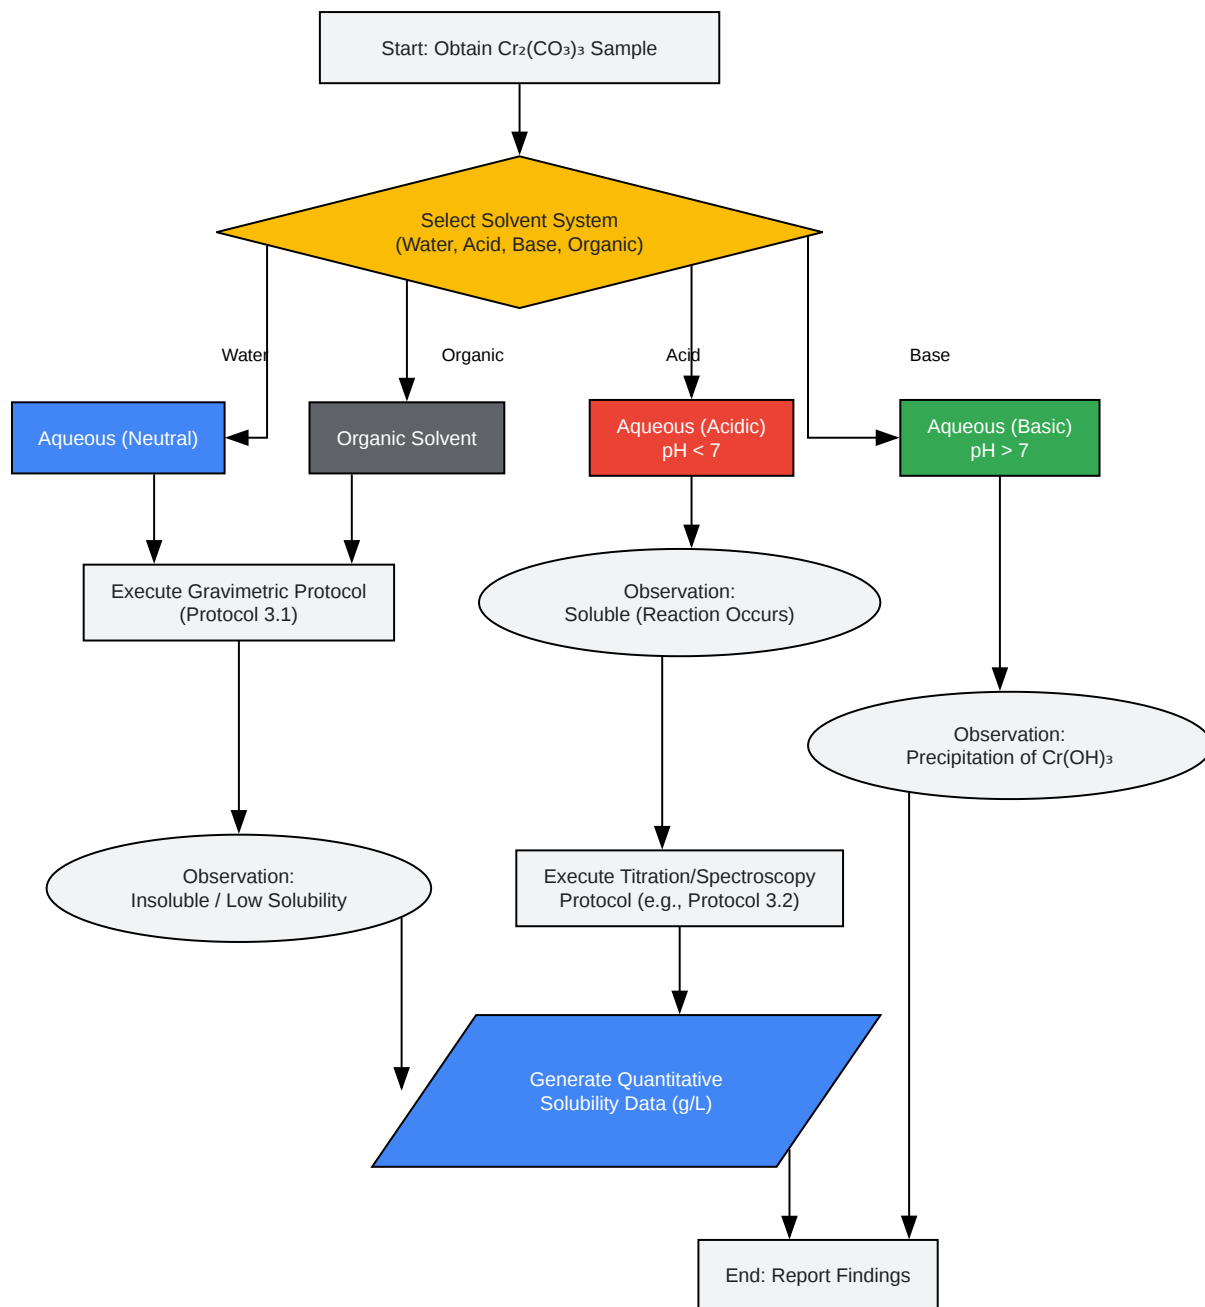 Start: Obtain Cr₂(CO₃)₃ Sample
Select Solvent System
(Water, Acid, Base, Organic)
Water
Organic
Acid
Base
Aqueous (Neutral)
Organic Solvent
Aqueous (Acidic)
pH < 7
Aqueous (Basic)
pH > 7
Execute Gravimetric Protocol
(Protocol 3.1)
Observation:
Soluble (Reaction Occurs)
Observation:
Precipitation of Cr(OH)₃
Observation:
Insoluble / Low Solubility
Execute Titration/Spectroscopy
Protocol (e.g., Protocol 3.2)
Generate Quantitative
Solubility Data (g/L)
End: Report Findings